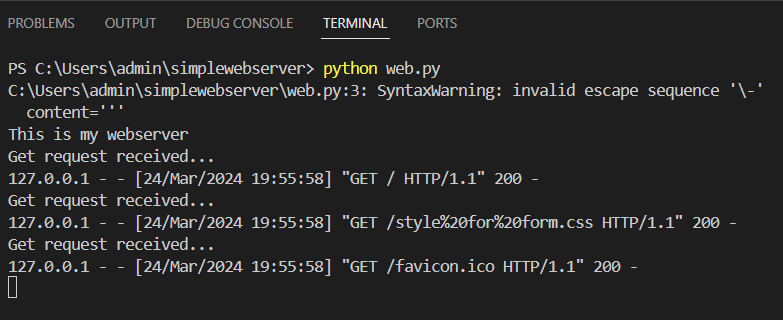 PROBLEMS OUTPUT DEBUG CONSOLE TERMINAL PORTS
PS C:\Users\admin\simplewebserver> python web.py
C:\Users\admin\simplewebserver\web.py:3: SyntaxWarning: invalid escape sequence '\-'
  content='''
This is my webserver
Get request received...
127.0.0.1 - - [24/Mar/2024 19:55:58] "GET / HTTP/1.1" 200 -
Get request received...
127.0.0.1 - - [24/Mar/2024 19:55:58] "GET /style%20for%20form.css HTTP/1.1" 200 -
Get request received...
127.0.0.1 - - [24/Mar/2024 19:55:58] "GET /favicon.ico HTTP/1.1" 200 -